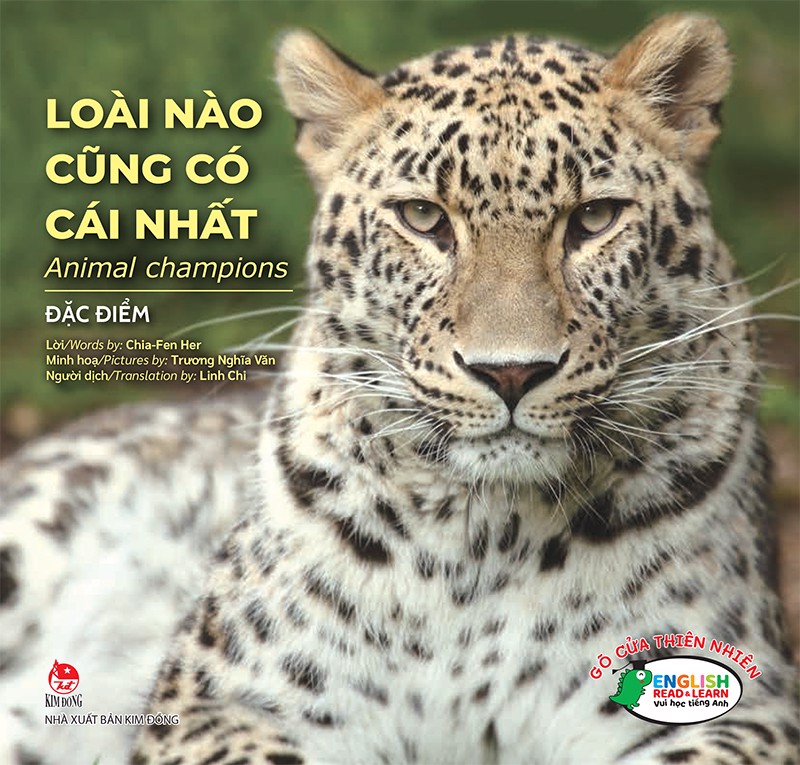 LOÀI NÀO
CŨNG CÓ
CÁI NHẤT
Animal champions
ĐẶC ĐIỂM
Lời/Words by: Chia-Fen Her
Minh hoạ/Pictures by: Trương Nghĩa Văn
Người dịch/Translation by: Linh Chi
GÕ CỬA THIÊN NHIÊN
ENGLISH
READ & LEARN
Vui học tiếng Anh
KIM ĐỒNG
NHÀ XUẤT BẢN KIM ĐỒNG